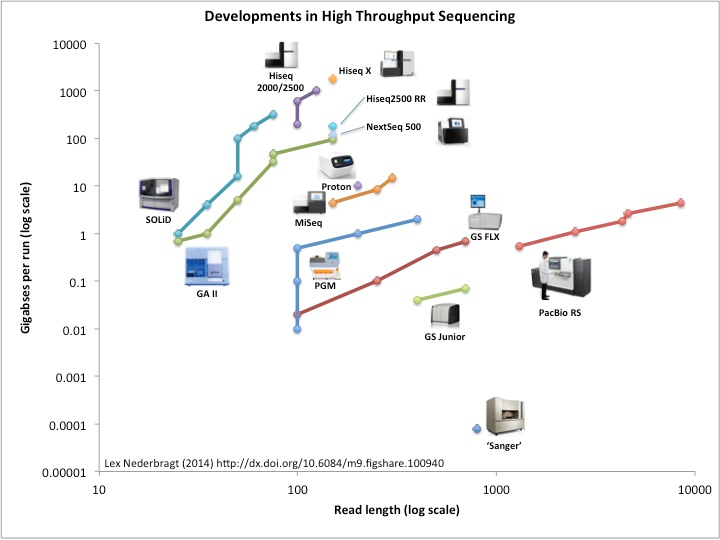 Developments in High Throughput Sequencing
10000
1000
100
10
1
0.1
0.01
0.001
0.0001
0.00001
Gigabses per run (log scale)
Hiseq
2000/2500
Hiseq X
Hiseq2500 RR
NextSeq 500
Proton
MiSeq
SOLiD
GA II
PGM
GS FLX
GS Junior
PacBio RS
‘Sanger’
Lex Nederbragt (2014) http://dx.doi.org/10.6084/m9.figshare.100940
10
100
1000
10000
Read length (log scale)